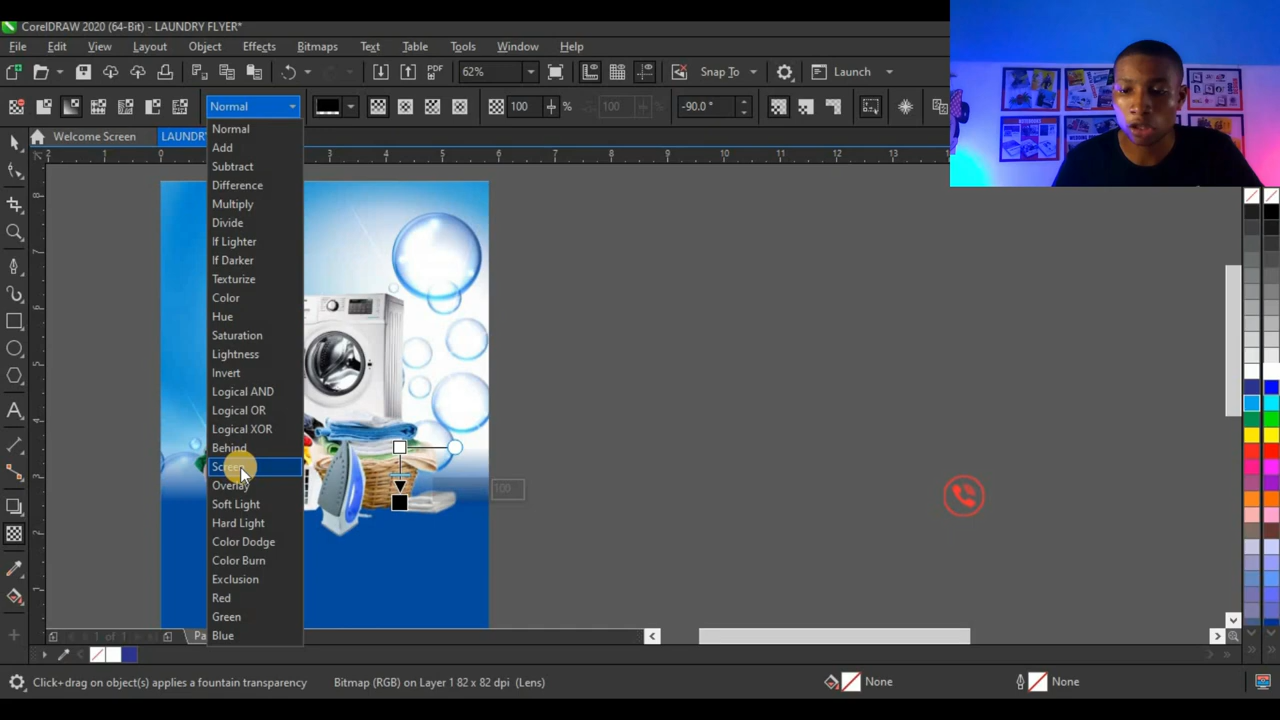 CorelDRAW 2020 (64-Bit) - LAUNDRY FLYER*
File Edit View Layout Object Effects Bitmaps Text Table Tools Window Help
PDF 62% Snap To Launch
Normal 100 % 100 % -90.0 °
Welcome Screen LAUNDRY
Normal
Add
Subtract
Difference
Multiply
Divide
If Lighter
If Darker
Texturize
Color
Hue
Saturation
Lightness
Invert
Logical AND
Logical OR
Logical XOR
Behind
Screen
Overlay
Soft Light
Hard Light
Color Dodge
Color Burn
Exclusion
Red
Green
Blue
100
1 of 1 Pa
Click+drag on object(s) applies a fountain transparency Bitmap (RGB) on Layer 1 82 x 82 dpi (Lens) None None